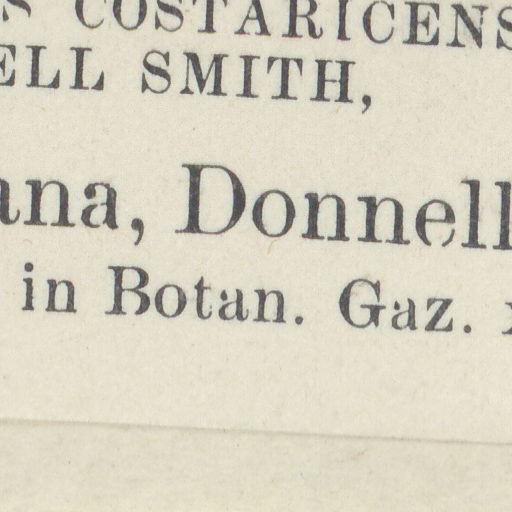 S COSTARICENS
ELL SMITH,
ana, Donnell
in Botan. Gaz.